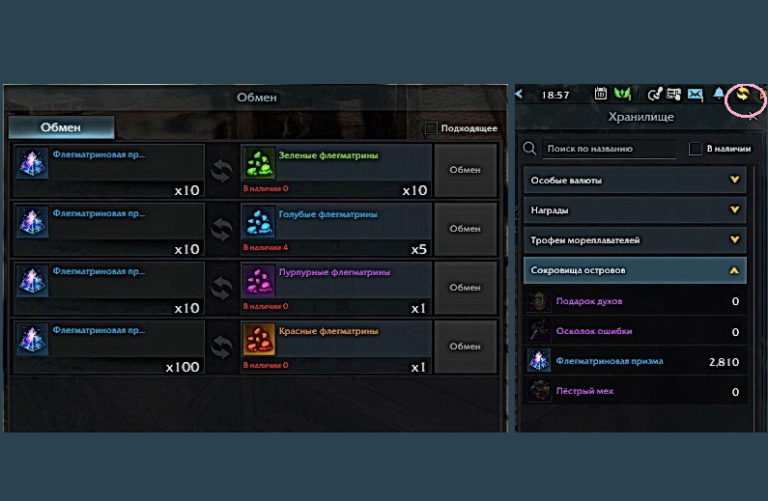 Обмен
Обмен
Подходящее
Флегматриновая пр...
x10
Зеленые флегматрины
В наличии 0
x10
Обмен
Флегматриновая пр...
x10
Голубые флегматрины
В наличии 4
x5
Обмен
Флегматриновая пр...
x10
Пурпурные флегматрины
В наличии 0
x1
Обмен
Флегматриновая пр...
x100
Красные флегматрины
В наличии 0
x1
Обмен
18:57
Хранилище
Поиск по названию
В наличии
Особые валюты
Награды
Трофеи мореплавателей
Сокровища островов
Подарок духов 0
Осколок ошибки 0
Флегматриновая призма 2,810
Пёстрый мех 0